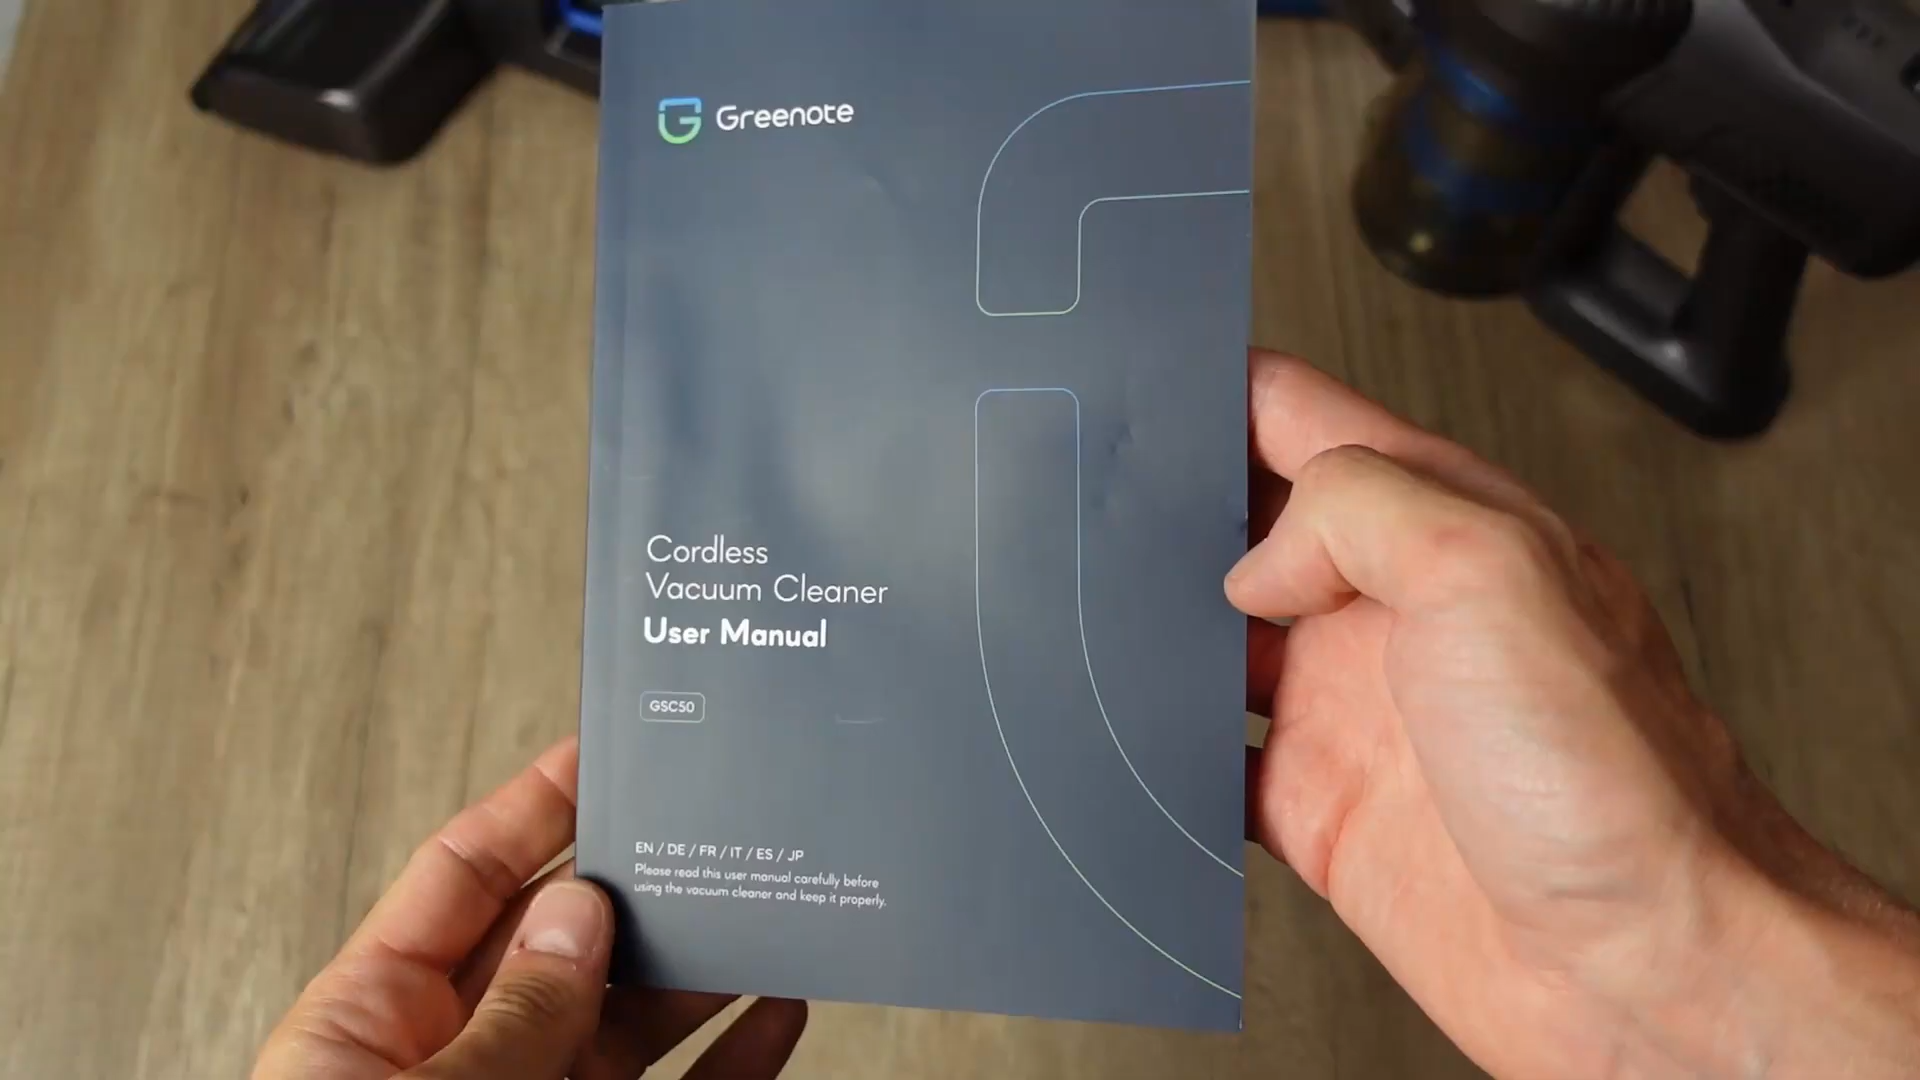 Greenote
Cordless
Vacuum Cleaner
User Manual
GSC50
EN / DE / FR / IT / ES / JP
Please read this user manual carefully before
using the vacuum cleaner and keep it properly.